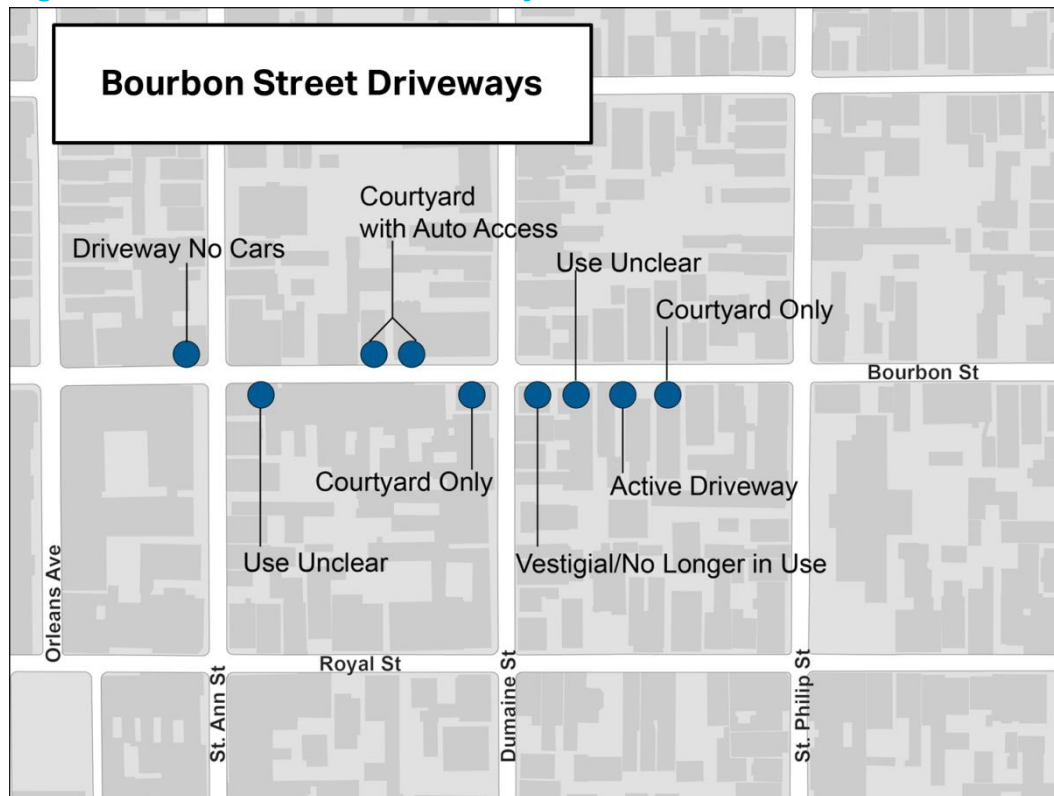 Bourbon Street Driveways
Courtyard
with Auto Access
Driveway No Cars
Use Unclear
Courtyard Only
Bourbon St
Courtyard Only
Active Driveway
Use Unclear
Vestigial/No Longer in Use
Orleans Ave
Royal St
St. Ann St
Dumaine St
St. Philip St